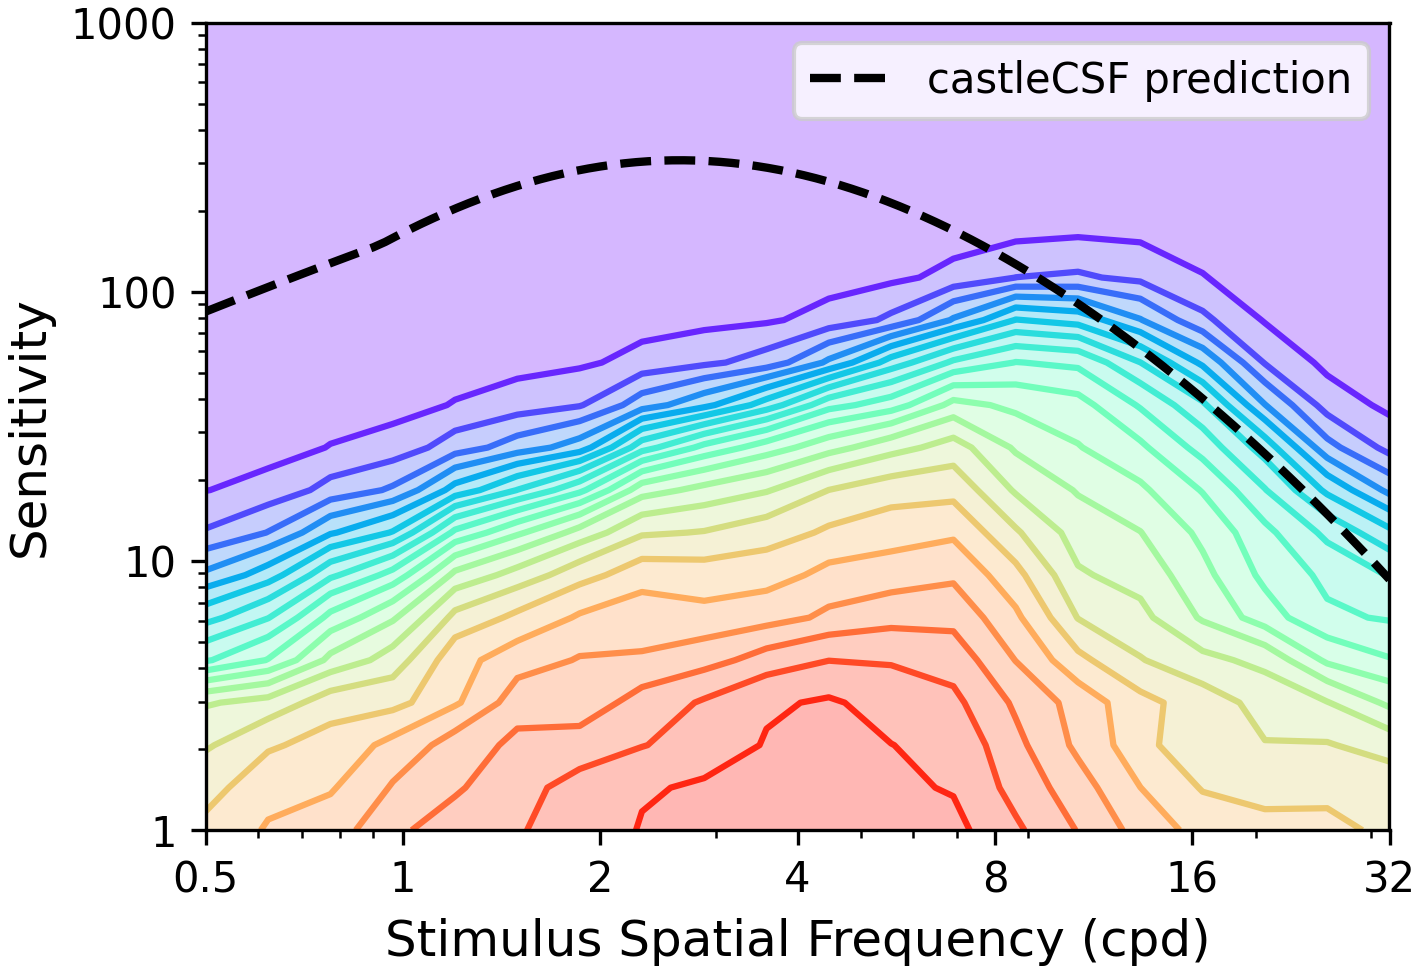 1000
castleCSF prediction
100
Sensitivity
10
1
0.5 1 2 4 8 16 32
Stimulus Spatial Frequency (cpd)